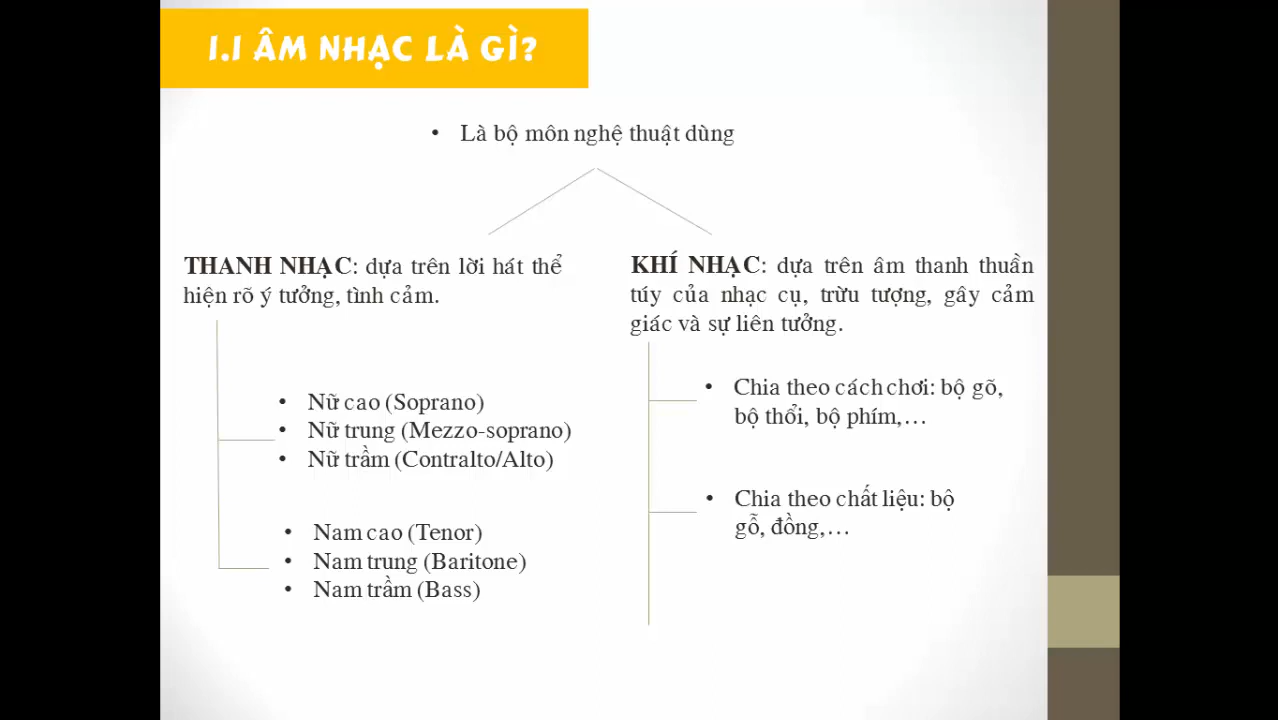 1.1 ÂM NHẠC LÀ GÌ?
• Là bộ môn nghệ thuật dùng
THANH NHẠC: dựa trên lời hát thể
hiện rõ ý tưởng, tình cảm.
• Nữ cao (Soprano)
• Nữ trung (Mezzo-soprano)
• Nữ trầm (Contralto/Alto)
• Nam cao (Tenor)
• Nam trung (Baritone)
• Nam trầm (Bass)
KHÍ NHẠC: dựa trên âm thanh thuần
túy của nhạc cụ, trừu tượng, gây cảm
giác và sự liên tưởng.
• Chia theo cách chơi: bộ gõ,
bộ thổi, bộ phím,…
• Chia theo chất liệu: bộ
gỗ, đồng,…